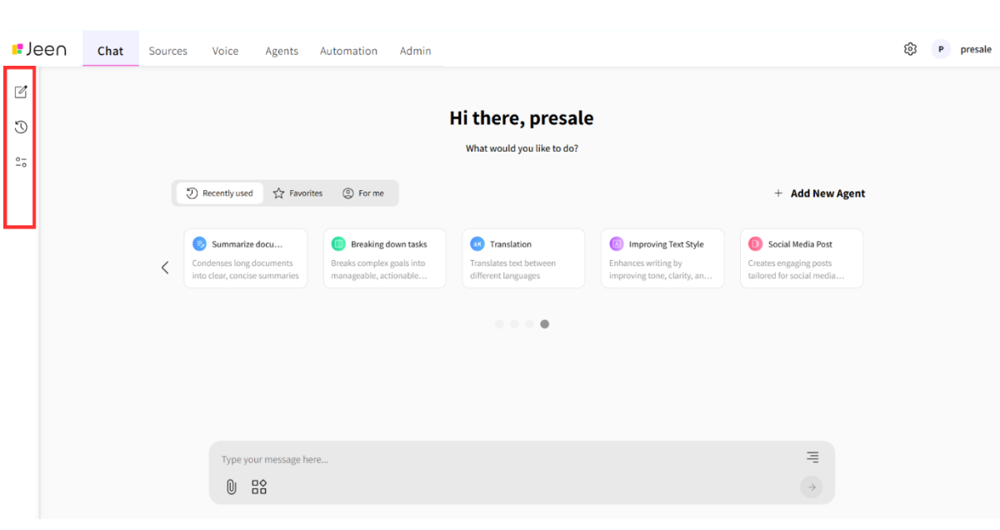 Jeen
Chat Sources Voice Agents Automation Admin
P presale
Hi there, presale
What would you like to do?
Recently used Favorites For me
+ Add New Agent
Summarize docu...
Condenses long documents
into clear, concise summaries
Breaking down tasks
Breaks complex goals into
manageable, actionable...
Translation
Translates text between
different languages
Improving Text Style
Enhances writing by
improving tone, clarity, an...
Social Media Post
Creates engaging posts
tailored for social media...
Type your message here...